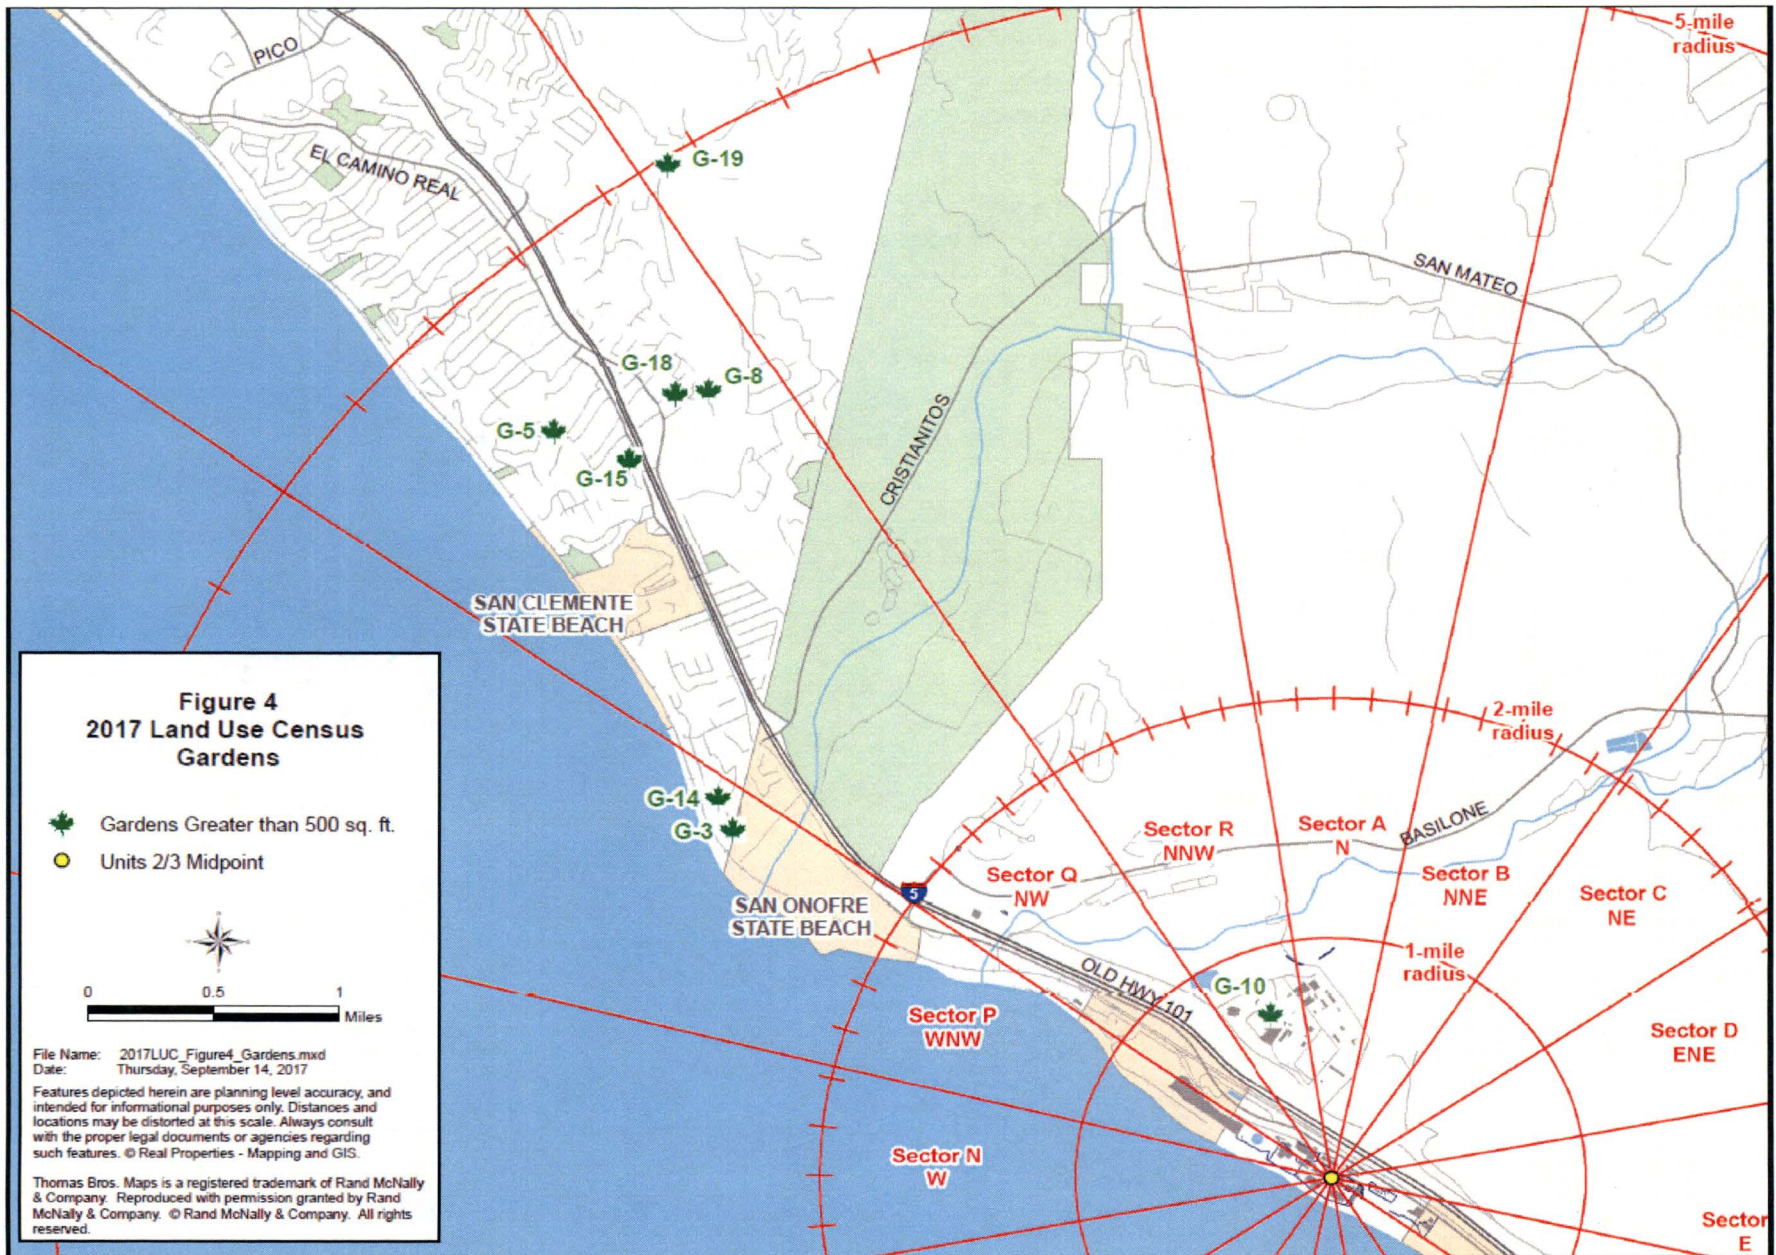 5-mile
radius
PICO
EL CAMINO REAL
G-19
SAN MATEO
G-18
G-8
G-5
G-15
CRISTIANITOS
SAN CLEMENTE
STATE BEACH
2-mile
radius
G-14
G-3
BASILONE
Sector R
NNW
Sector A
N
Sector Q
NW
Sector B
NNE
Sector C
NE
5
SAN ONOFRE
STATE BEACH
1-mile
radius
OLD HWY 101
G-10
Sector P
WNW
Sector D
ENE
Sector N
W
Sector
E
Figure 4
2017 Land Use Census
Gardens
Gardens Greater than 500 sq. ft.
Units 2/3 Midpoint
0 0.5 1
Miles
File Name: 2017LUC_Figure4_Gardens.mxd
Date: Thursday, September 14, 2017
Features depicted herein are planning level accuracy, and
intended for informational purposes only. Distances and
locations may be distorted at this scale. Always consult
with the proper legal documents or agencies regarding
such features. © Real Properties - Mapping and GIS.
Thomas Bros. Maps is a registered trademark of Rand McNally
& Company. Reproduced with permission granted by Rand
McNally & Company. © Rand McNally & Company. All rights
reserved.